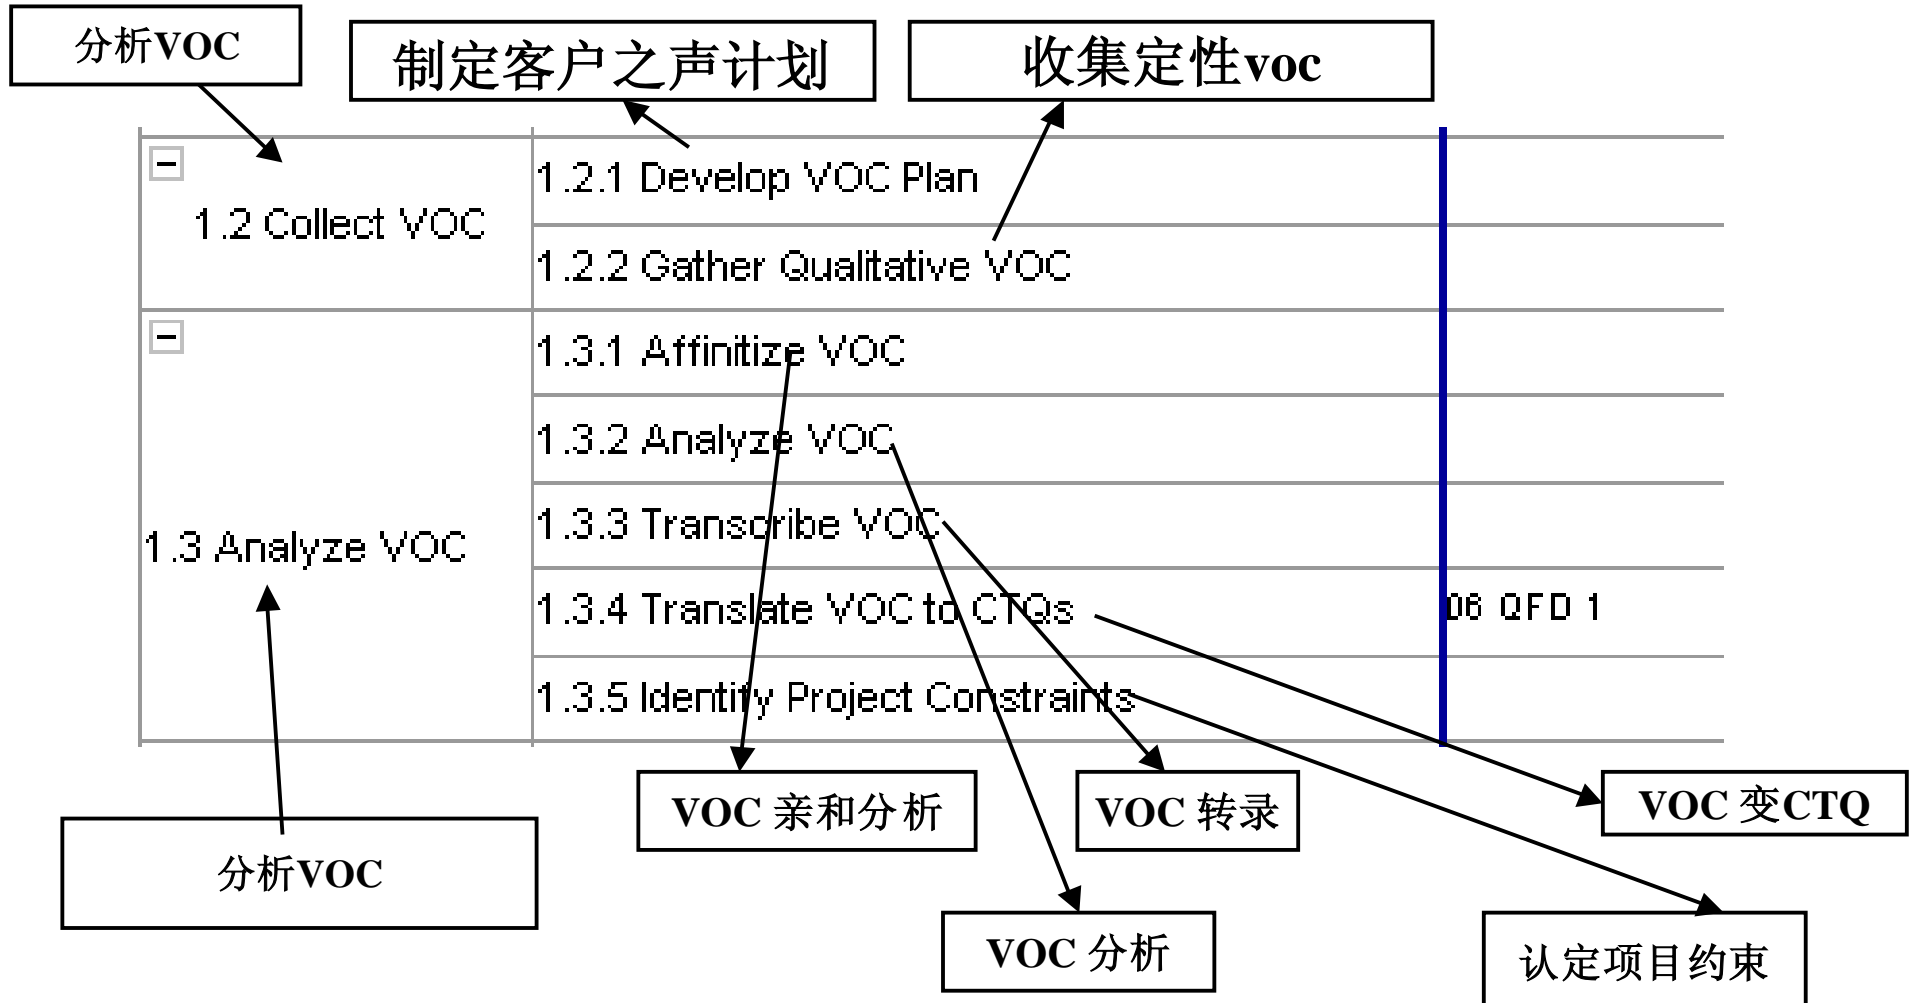 分析VOC
制定客户之声计划
收集定性voc
1.2 Collect VOC
1.2.1 Develop VOC Plan
1.2.2 Gather Qualitative VOC
1.3 Analyze VOC
1.3.1 Affinitize VOC
1.3.2 Analyze VOC
1.3.3 Transcribe VOC
1.3.4 Translate VOC to CTQs
06 QFD 1
1.3.5 Identify Project Constraints
VOC 亲和分析
VOC 转录
VOC 变CTQ
分析VOC
VOC 分析
认定项目约束